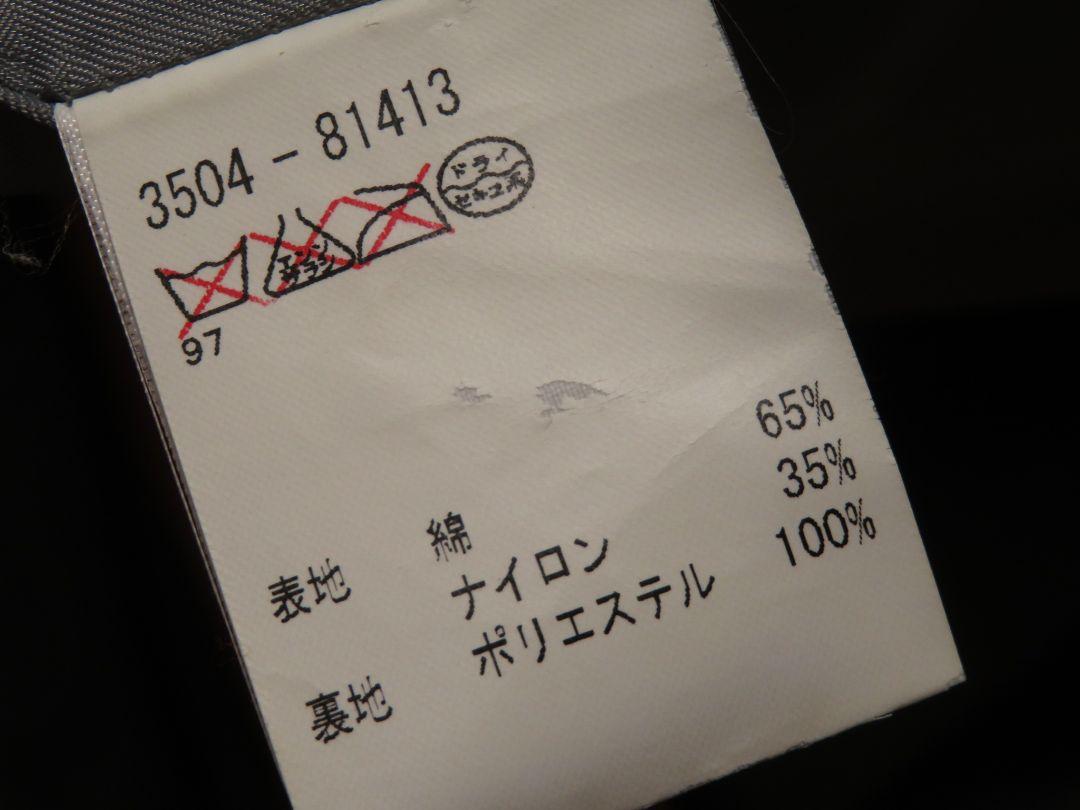 3504-81413
エンソ
サラシ
ドライ
セキユ系
97
表地 綿 65%
ナイロン 35%
裏地 ポリエステル 100%